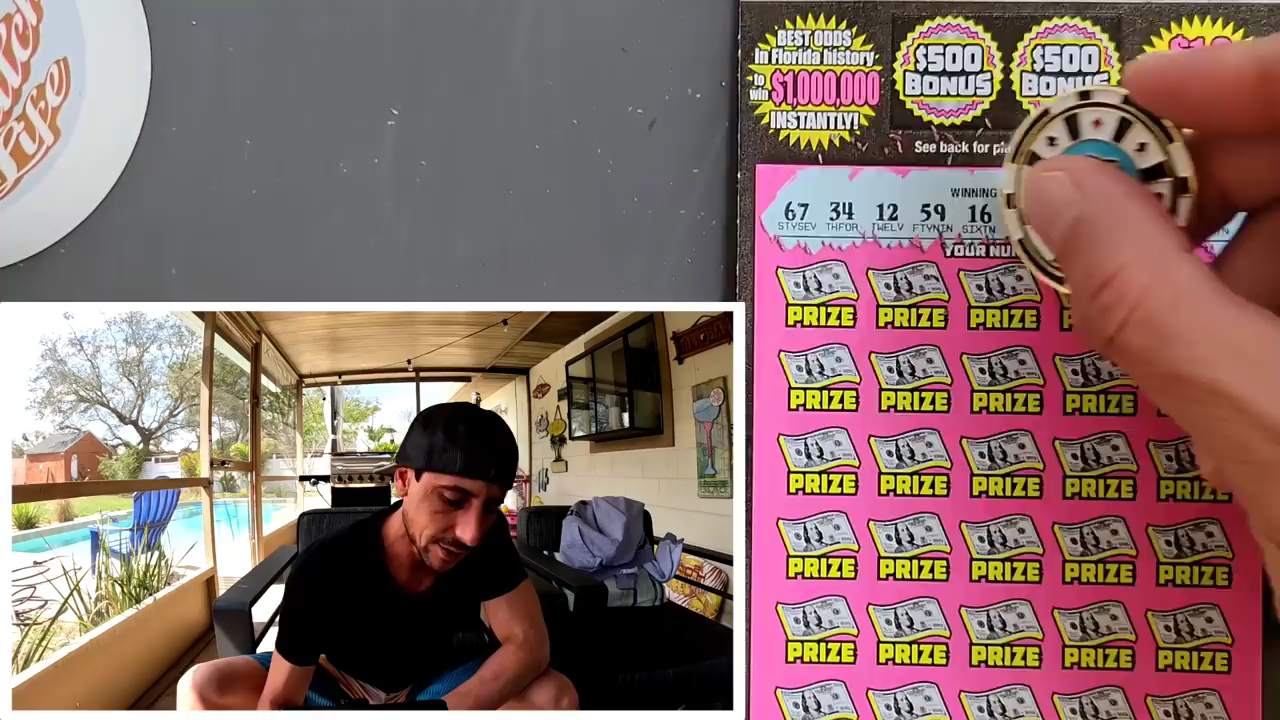 BEST ODDS
in Florida history
to win $1,000,000
INSTANTLY!
$500
BONUS
$500
BONUS
See back for
WINNING
67 34 12 59 16
STYSEV THFOR TWELV FTYNIN SIXTN
YOUR
PRIZE PRIZE PRIZE
PRIZE PRIZE PRIZE PRIZE
PRIZE PRIZE PRIZE PRIZE PRIZE
PRIZE PRIZE PRIZE PRIZE PRIZE
PRIZE PRIZE PRIZE PRIZE PRIZE